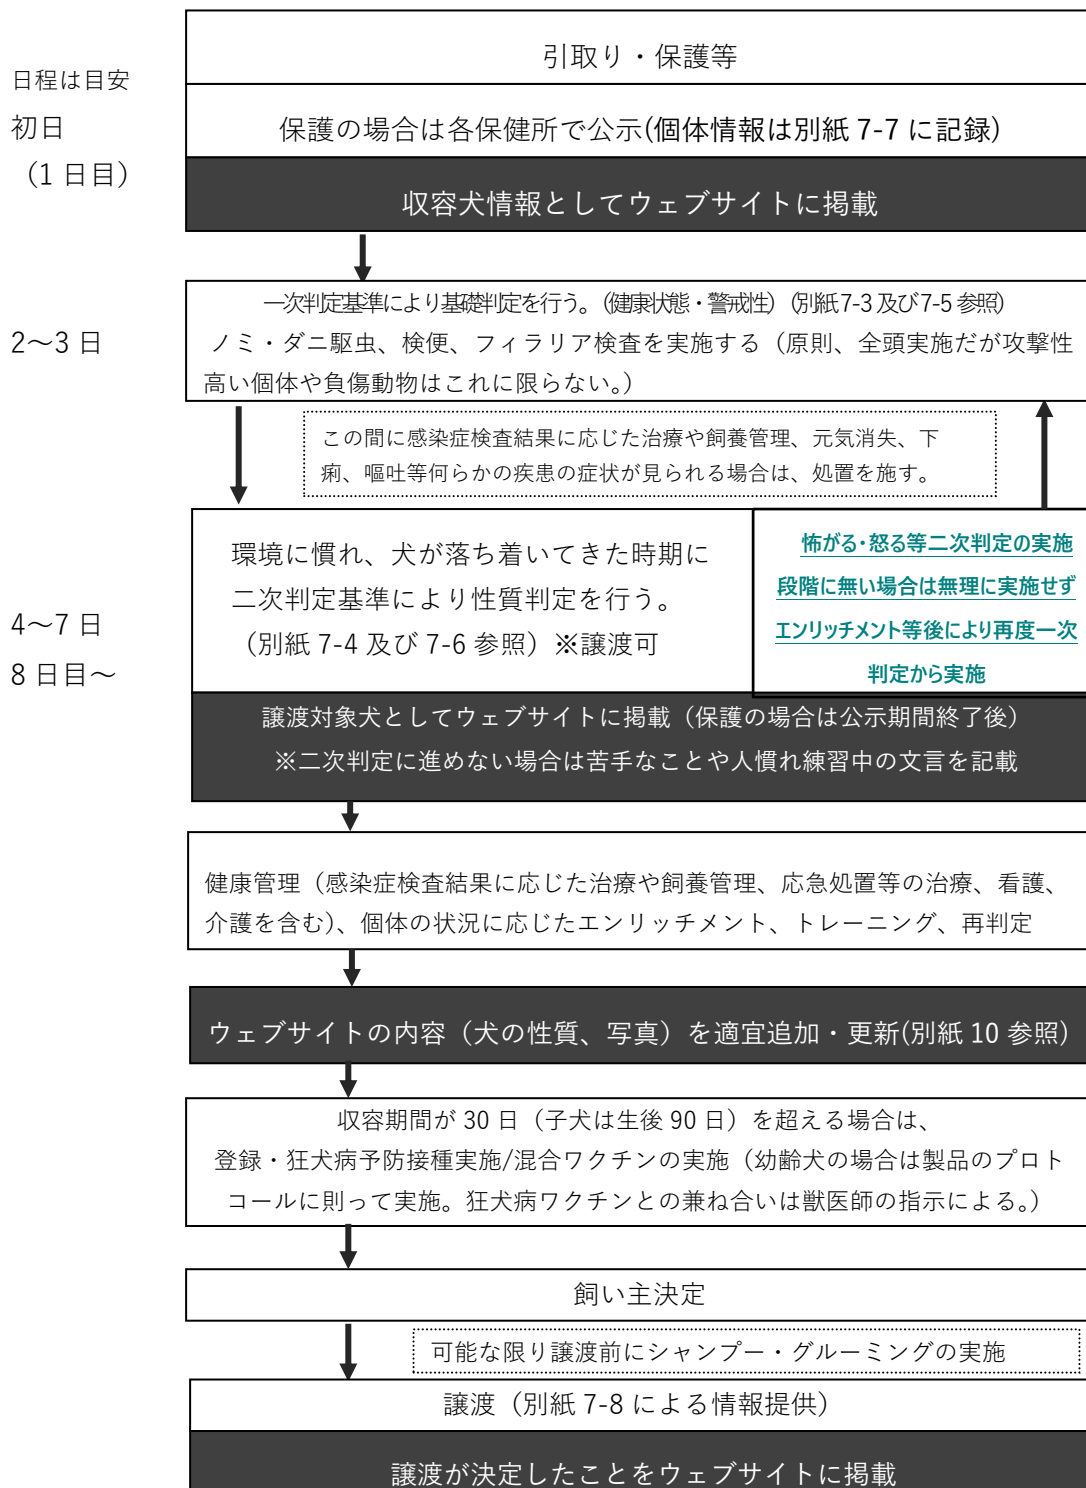 引取り・保護等
日程は目安
初日
（1 日目）
保護の場合は各保健所で公示(個体情報は別紙 7-7 に記録)
収容犬情報としてウェブサイトに掲載
2～3 日
一次判定基準により基礎判定を行う。（健康状態・警戒性）（別紙 7-3 及び 7-5 参照）
ノミ・ダニ駆虫、検便、フィラリア検査を実施する（原則、全頭実施だが攻撃性
高い個体や負傷動物はこれに限らない。）
この間に感染症検査結果に応じた治療や飼養管理、元気消失、下
痢、嘔吐等何らかの疾患の症状が見られる場合は、処置を施す。
4～7 日
8 日目～
環境に慣れ、犬が落ち着いてきた時期に
二次判定基準により性質判定を行う。
（別紙 7-4 及び 7-6 参照）※譲渡可
怖がる・怒る等二次判定の実施
段階に無い場合は無理に実施せず
エンリッチメント等後により再度一次
判定から実施
譲渡対象犬としてウェブサイトに掲載（保護の場合は公示期間終了後）
※二次判定に進めない場合は苦手なことや人慣れ練習中の文言を記載
健康管理（感染症検査結果に応じた治療や飼養管理、応急処置等の治療、看護、
介護を含む）、個体の状況に応じたエンリッチメント、トレーニング、再判定
ウェブサイトの内容（犬の性質、写真）を適宜追加・更新(別紙 10 参照)
収容期間が 30 日（子犬は生後 90 日）を超える場合は、
登録・狂犬病予防接種実施/混合ワクチンの実施（幼齢犬の場合は製品のプロト
コールに則って実施。狂犬病ワクチンとの兼ね合いは獣医師の指示による。）
飼い主決定
可能な限り譲渡前にシャンプー・グルーミングの実施
譲渡（別紙 7-8 による情報提供）
譲渡が決定したことをウェブサイトに掲載